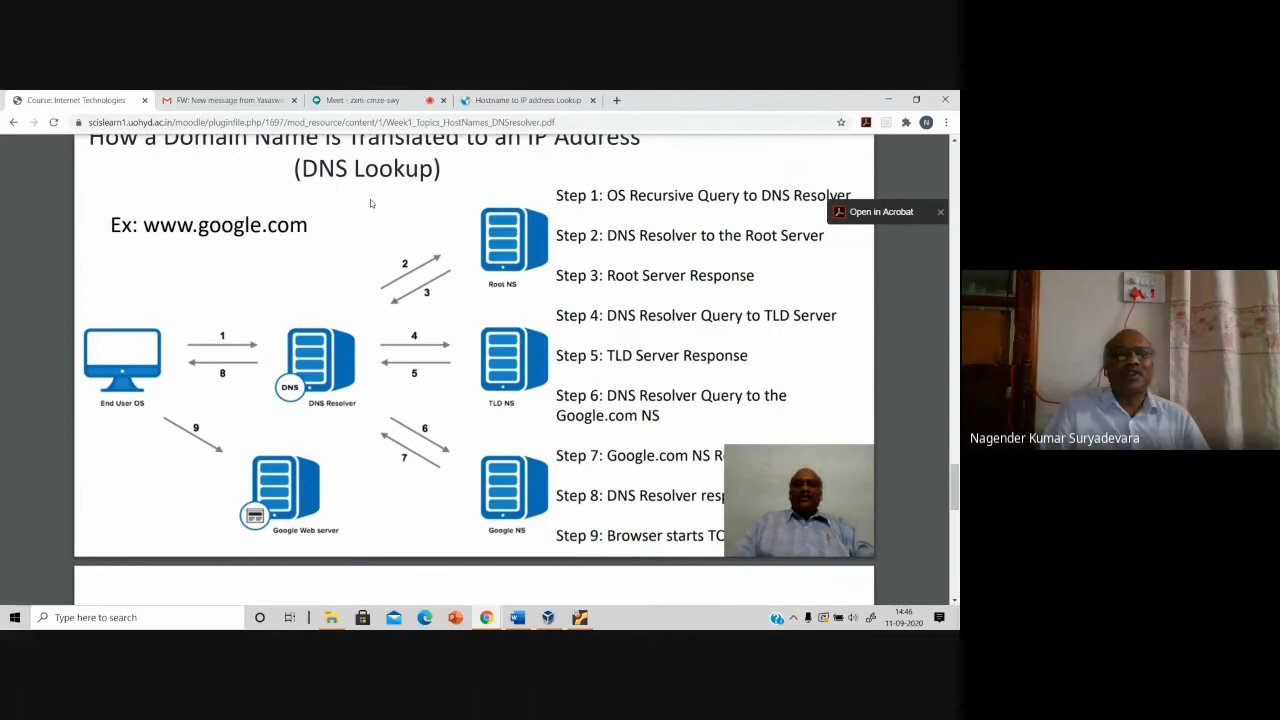 Course: Internet Technologies
FW: New message from Yasasw
Meet - zxm-cmze-swy
Hostname to IP address Lookup
scislearn1.uohyd.ac.in/moodle/pluginfile.php/1697/mod_resource/content/1/Week1_Topics_HostNames_DNSresolver.pdf
N
How a Domain Name is Translated to an IP Address
(DNS Lookup)
Ex: www.google.com
Step 1: OS Recursive Query to DNS Resolver
Open in Acrobat
Step 2: DNS Resolver to the Root Server
Step 3: Root Server Response
Step 4: DNS Resolver Query to TLD Server
Step 5: TLD Server Response
Step 6: DNS Resolver Query to the
Google.com NS
Step 7: Google.com NS R
Step 8: DNS Resolver resp
Step 9: Browser starts TC
2
3
Root NS
1
8
4
5
DNS
End User OS
DNS Resolver
TLD NS
9
6
7
Google Web server
Google NS
Nagender Kumar Suryadevara
Type here to search
14:46
11-09-2020